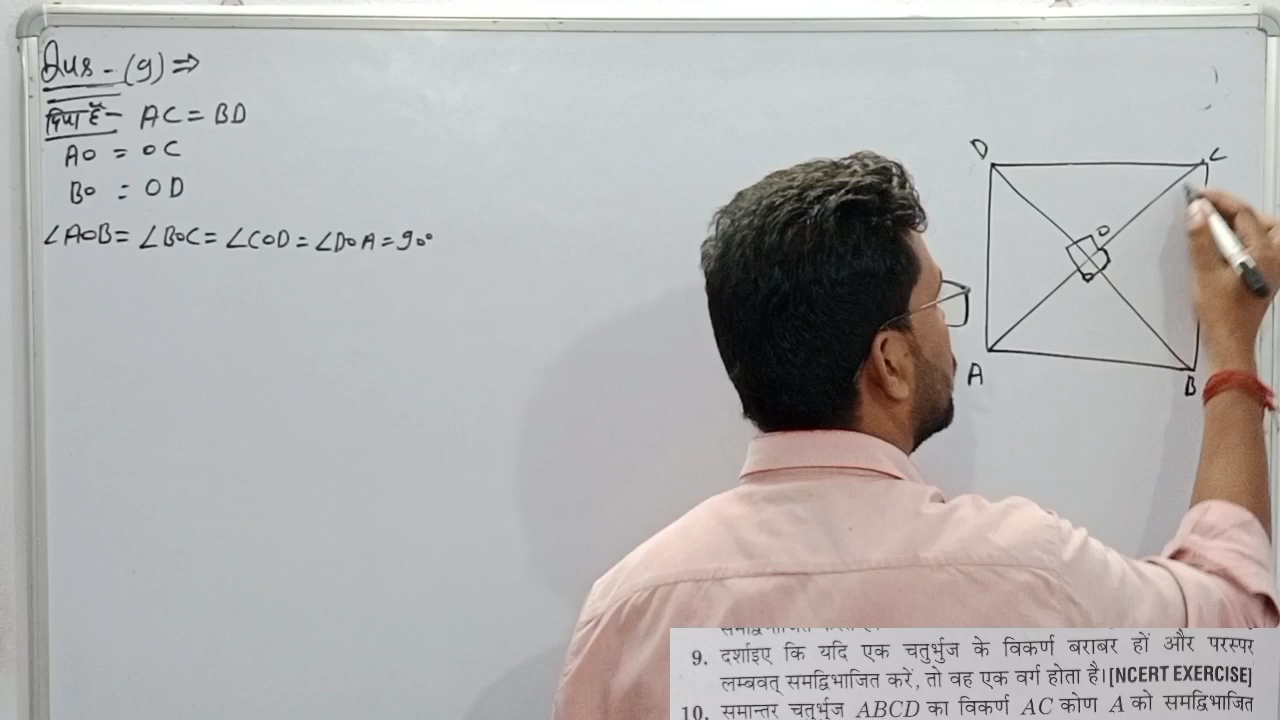 Qus - (9) ⇒
दिया है - AC = BD
AO = OC
BO = OD
∠AOB = ∠BOC = ∠COD = ∠DOA = 90°
D
C
O
A
B
9. दर्शाइए कि यदि एक चतुर्भुज के विकर्ण बराबर हों और परस्पर
लम्बवत् समद्विभाजित करें, तो वह एक वर्ग होता है। [NCERT EXERCISE]
10. समान्तर चतुर्भुज ABCD का विकर्ण AC कोण A को समद्विभाजित